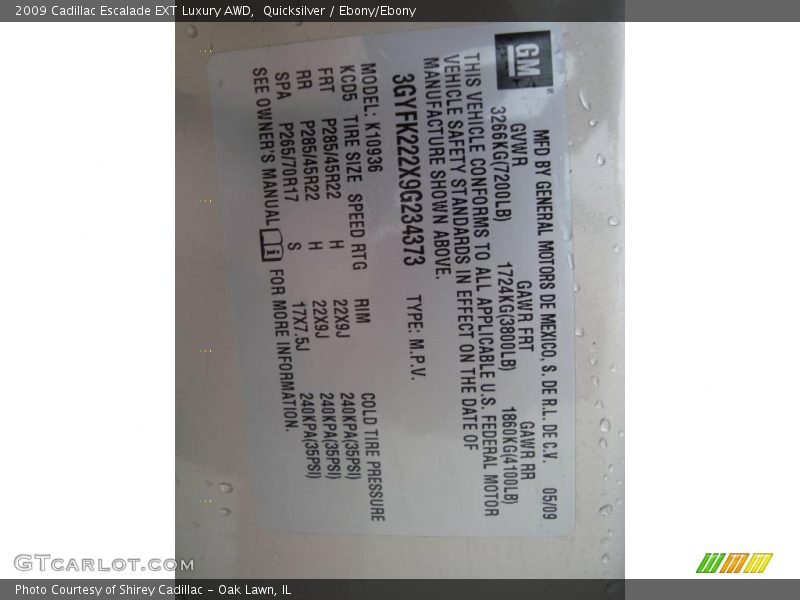 2009 Cadillac Escalade EXT Luxury AWD, Quicksilver / Ebony/Ebony
GM
MFD BY GENERAL MOTORS DE MEXICO, S. DE R.L. DE C.V. 05/09
GVWR GAWR FRT GAWR RR
3266KG(7200LB) 1724KG(3800LB) 1860KG(4100LB)
THIS VEHICLE CONFORMS TO ALL APPLICABLE U.S. FEDERAL MOTOR
VEHICLE SAFETY STANDARDS IN EFFECT ON THE DATE OF
MANUFACTURE SHOWN ABOVE.
3GYFK222X9G234373 TYPE: M.P.V.
MODEL: K10936
KCD5 TIRE SIZE SPEED RTG RIM COLD TIRE PRESSURE
FRT P285/45R22 H 22X9J 240KPA(35PSI)
RR P285/45R22 H 22X9J 240KPA(35PSI)
SPA P265/70R17 S 17X7.5J 240KPA(35PSI)
SEE OWNER'S MANUAL FOR MORE INFORMATION.
GTcarlot.com
Photo Courtesy of Shirey Cadillac - Oak Lawn, IL